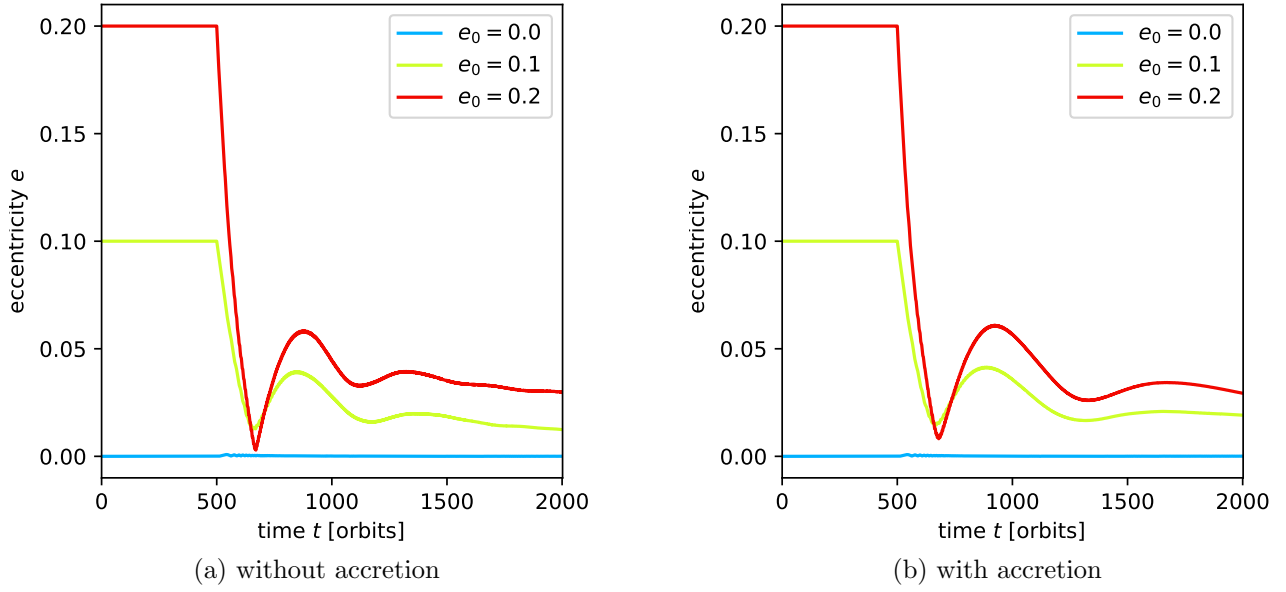 0.20
0.15
0.10
0.05
0.00
eccentricity e
0
500
1000
1500
2000
time t [orbits]
e₀ = 0.0
e₀ = 0.1
e₀ = 0.2
(a) without accretion
0.20
0.15
0.10
0.05
0.00
eccentricity e
0
500
1000
1500
2000
time t [orbits]
e₀ = 0.0
e₀ = 0.1
e₀ = 0.2
(b) with accretion